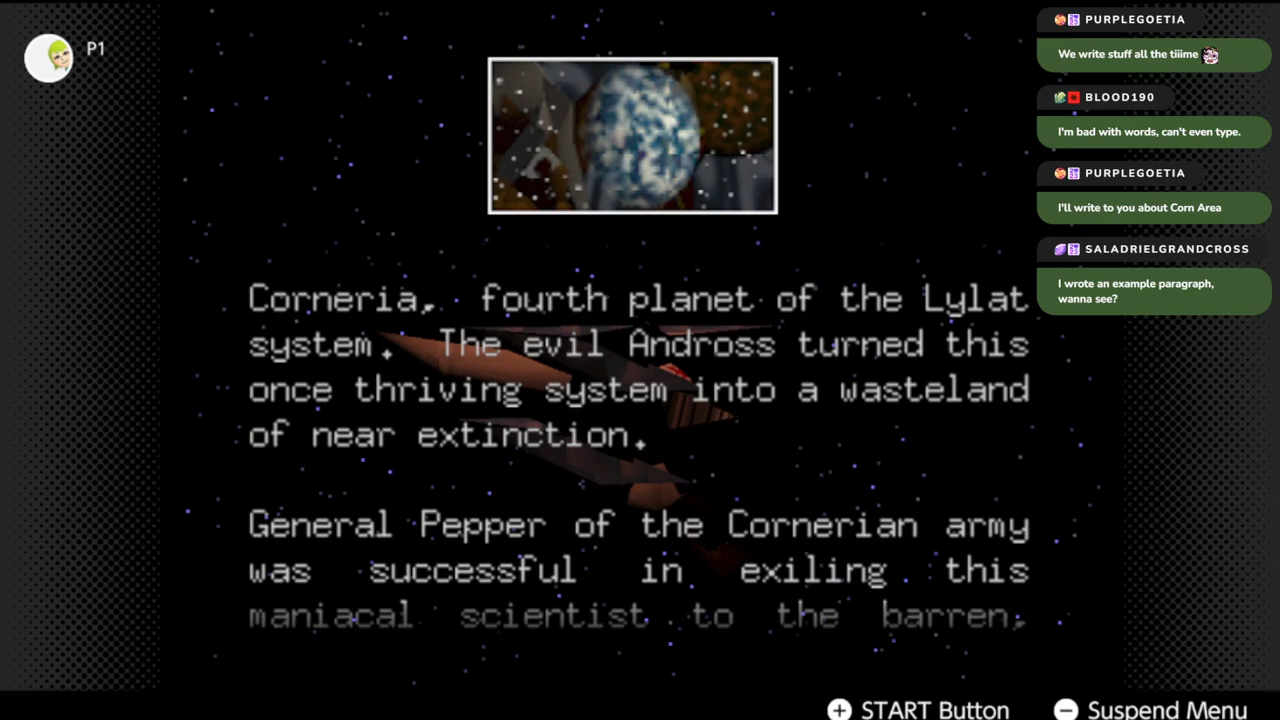 P1
Corneria, fourth planet of the Lylat
system. The evil Andross turned this
once thriving system into a wasteland
of near extinction.
General Pepper of the Cornerian army
was successful in exiling this
maniacal scientist to the barren,
START Button
Suspend Menu
PURPLEGOETIA
We write stuff all the tiiime
BLOOD190
I'm bad with words, can't even type.
PURPLEGOETIA
I'll write to you about Corn Area
SALADRIELGRANDCROSS
I wrote an example paragraph,
wanna see?